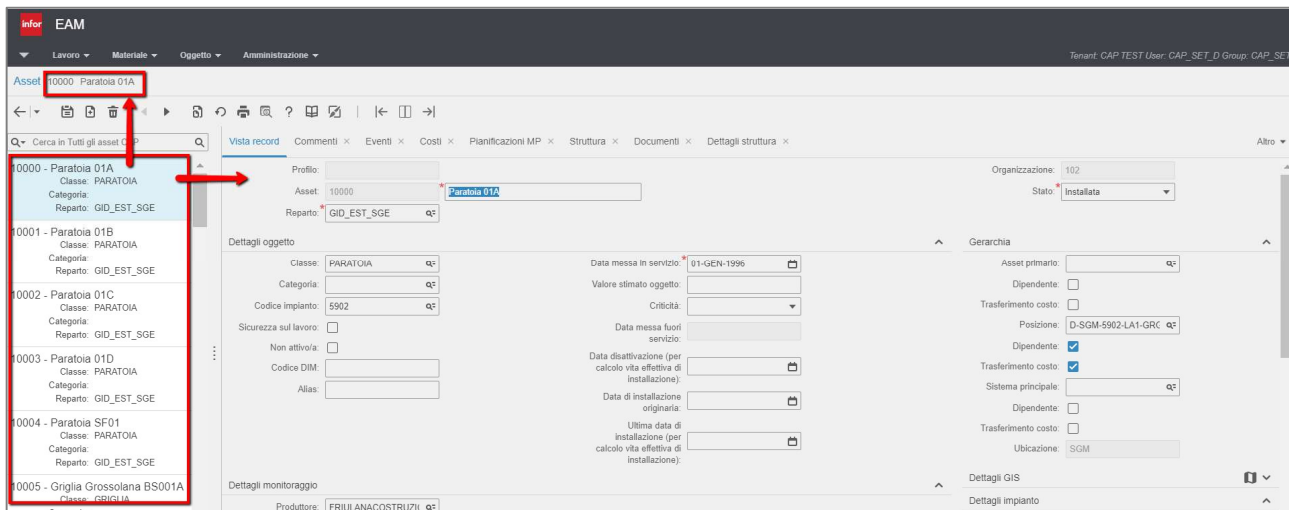 infor EAM
Lavoro Materiale Oggetto Amministrazione Tenant: CAP TEST User: CAP_SET_D Group: CAP_SET
Asset 10000 Paratoia 01A
Cerca in Tutti gli asset
Vista record × Commenti × Eventi × Costi × Pianificazioni MP × Struttura × Documenti × Dettagli struttura × Altro
10000 - Paratoia 01A
Classe: PARATOIA
Categoria:
Reparto: GID_EST_SGE
10001 - Paratoia 01B
Classe: PARATOIA
Categoria:
Reparto: GID_EST_SGE
10002 - Paratoia 01C
Classe: PARATOIA
Categoria:
Reparto: GID_EST_SGE
10003 - Paratoia 01D
Classe: PARATOIA
Categoria:
Reparto: GID_EST_SGE
10004 - Paratoia SF01
Classe: PARATOIA
Categoria:
Reparto: GID_EST_SGE
10005 - Griglia Grossolana BS001A
Classe: GRIGLIA
Profilo:
Asset: 10000 * Paratoia 01A
Reparto: * GID_EST_SGE
Organizzazione: 102
Stato: * Installata
Dettagli oggetto
Classe: PARATOIA
Categoria:
Codice impianto: 5902
Sicurezza sul lavoro:
Non attivo/a:
Codice DIM:
Alias:
Data messa in servizio: * 01-GEN-1996
Valore stimato oggetto:
Criticità:
Data messa fuori
servizio:
Data disattivazione (per
calcolo vita effettiva di
installazione):
Data di installazione
originaria:
Ultima data di
installazione (per
calcolo vita effettiva di
installazione):
Gerarchia
Asset primario:
Dipendente:
Trasferimento costo:
Posizione: D-SGM-5902-LA1-GR(
Dipendente:
Trasferimento costo:
Sistema principale:
Dipendente:
Trasferimento costo:
Ubicazione: SGM
Dettagli GIS
Dettagli impianto
Dettagli monitoraggio
Produttore: FRIULANACOSTRUZI(